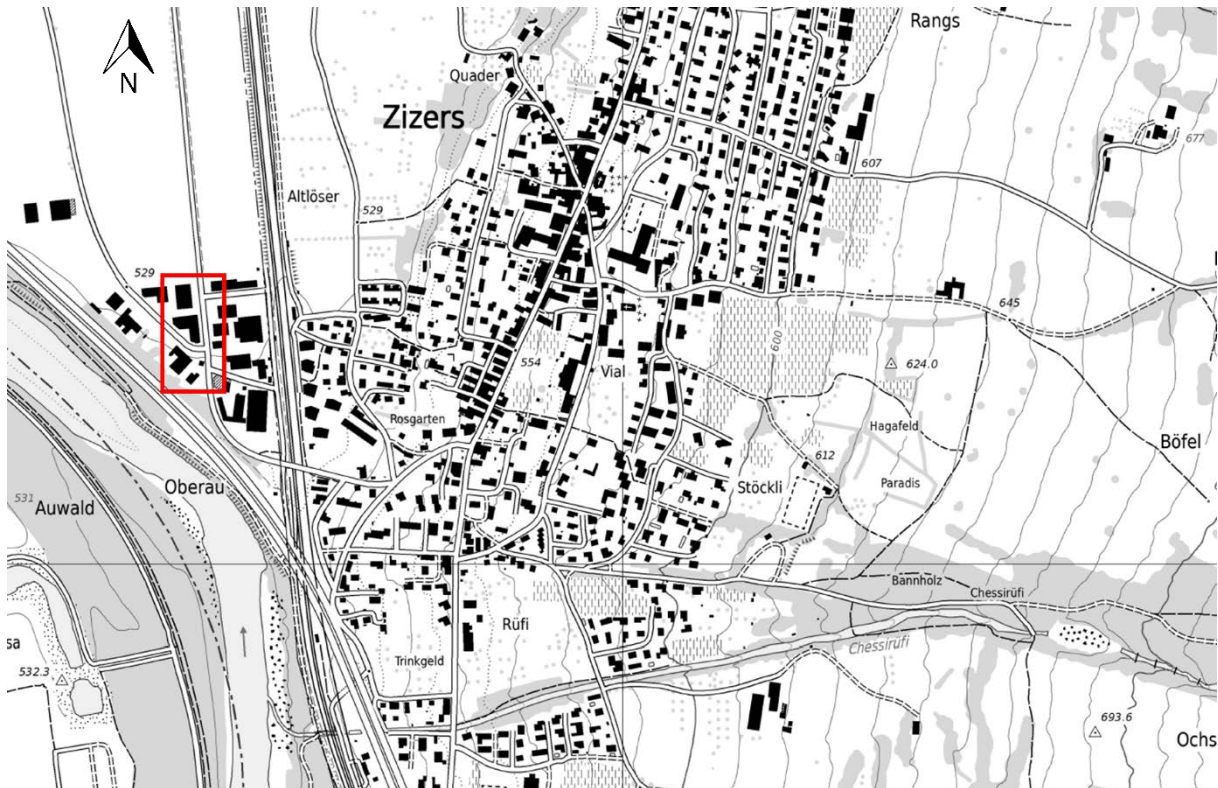 Rangs
N
Quader
Zizers
677
607
Altlöser
529
529
645
600
624.0
554
Vial
Rosgarten
Hagafeld
Böfel
612
Oberau
Stöckli
Paradis
531
Auwald
Bannholz
Chessirüfi
Rüfi
Chessirüfi
sa
Trinkgeld
532.3
693.6
Ochs